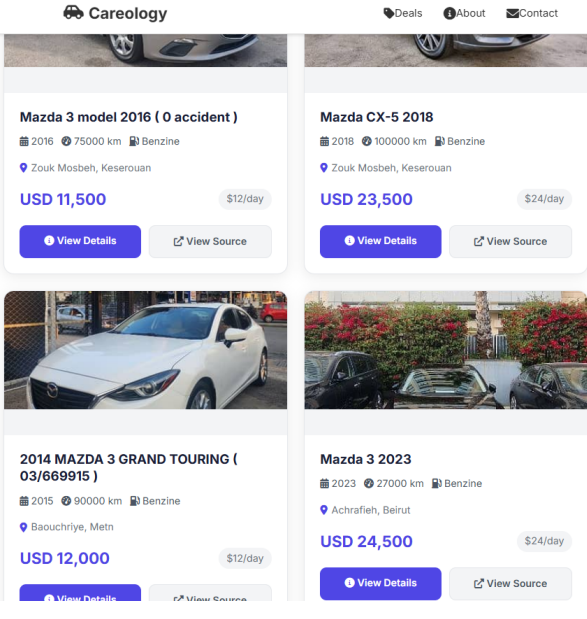 Careology
Deals
About
Contact
Mazda 3 model 2016 ( 0 accident )
2016 75000 km Benzine
Zouk Mosbeh, Keserouan
USD 11,500 $12/day
View Details View Source
Mazda CX-5 2018
2018 100000 km Benzine
Zouk Mosbeh, Keserouan
USD 23,500 $24/day
View Details View Source
2014 MAZDA 3 GRAND TOURING (
03/669915 )
2015 90000 km Benzine
Baouchriye, Metn
USD 12,000 $12/day
View Details View Source
Mazda 3 2023
2023 27000 km Benzine
Achrafieh, Beirut
USD 24,500 $24/day
View Details View Source